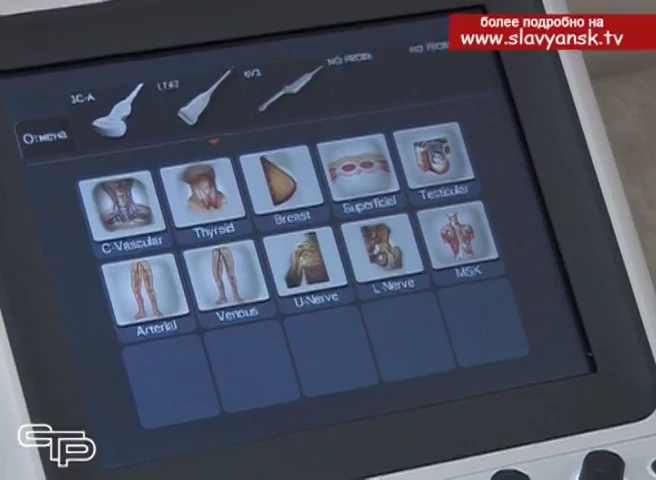 более подробно на
www.slavyansk.tv
3C-A
6V3
NO PROBE
NO PROBE
Отмена
C-Vascular
Thyroid
Breast
Superficial
Testicular
Arterial
Venous
U-Nerve
L-Nerve
MSK
СТР